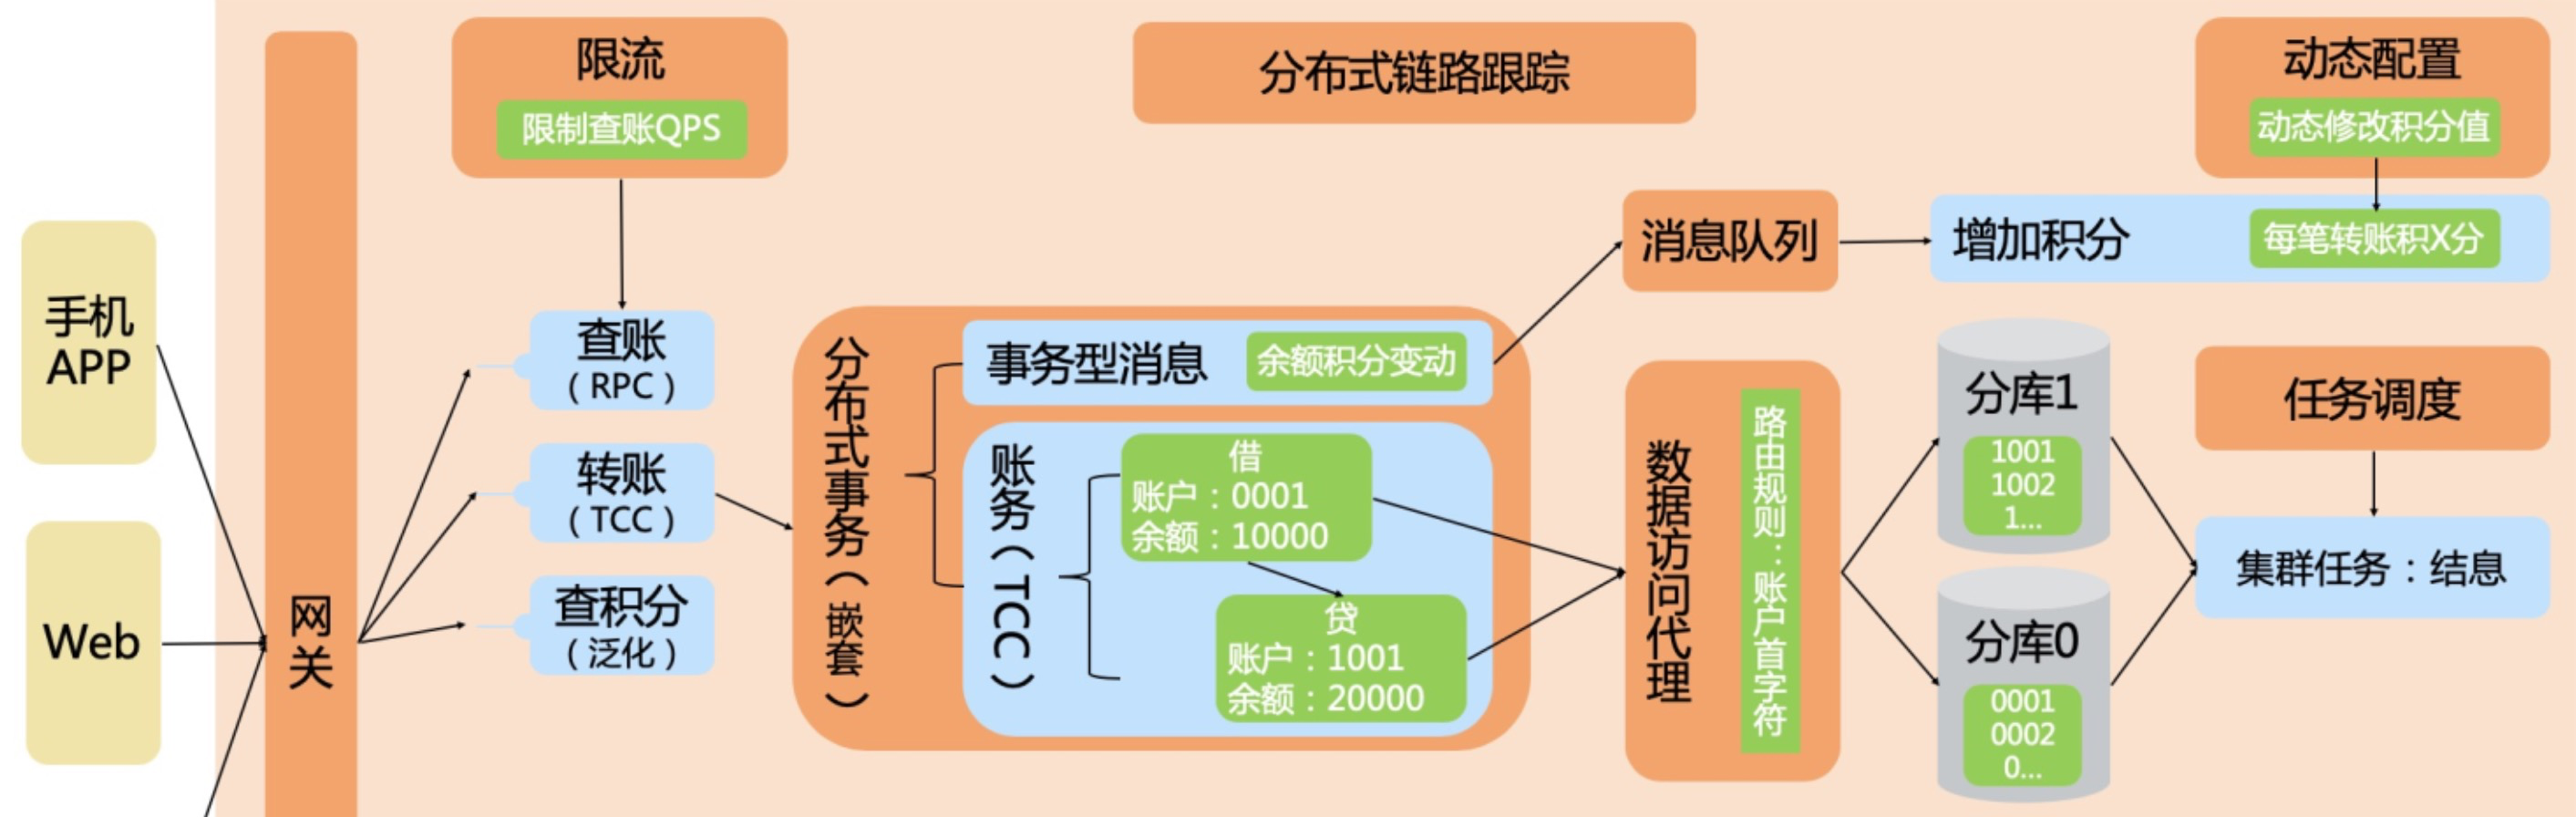 手机
APP
Web
网关
限流
限制查账QPS
查账
（RPC）
转账
（TCC）
查积分
（泛化）
分布式链路跟踪
分布式事务（嵌套）
事务型消息
余额积分变动
账务（TCC）
借
账户：0001
余额：10000
贷
账户：1001
余额：20000
消息队列
增加积分
每笔转账积X分
动态配置
动态修改积分值
数据访问代理
路由规则：账户首字符
分库1
1001
1002
1...
分库0
0001
0002
0...
任务调度
集群任务：结息